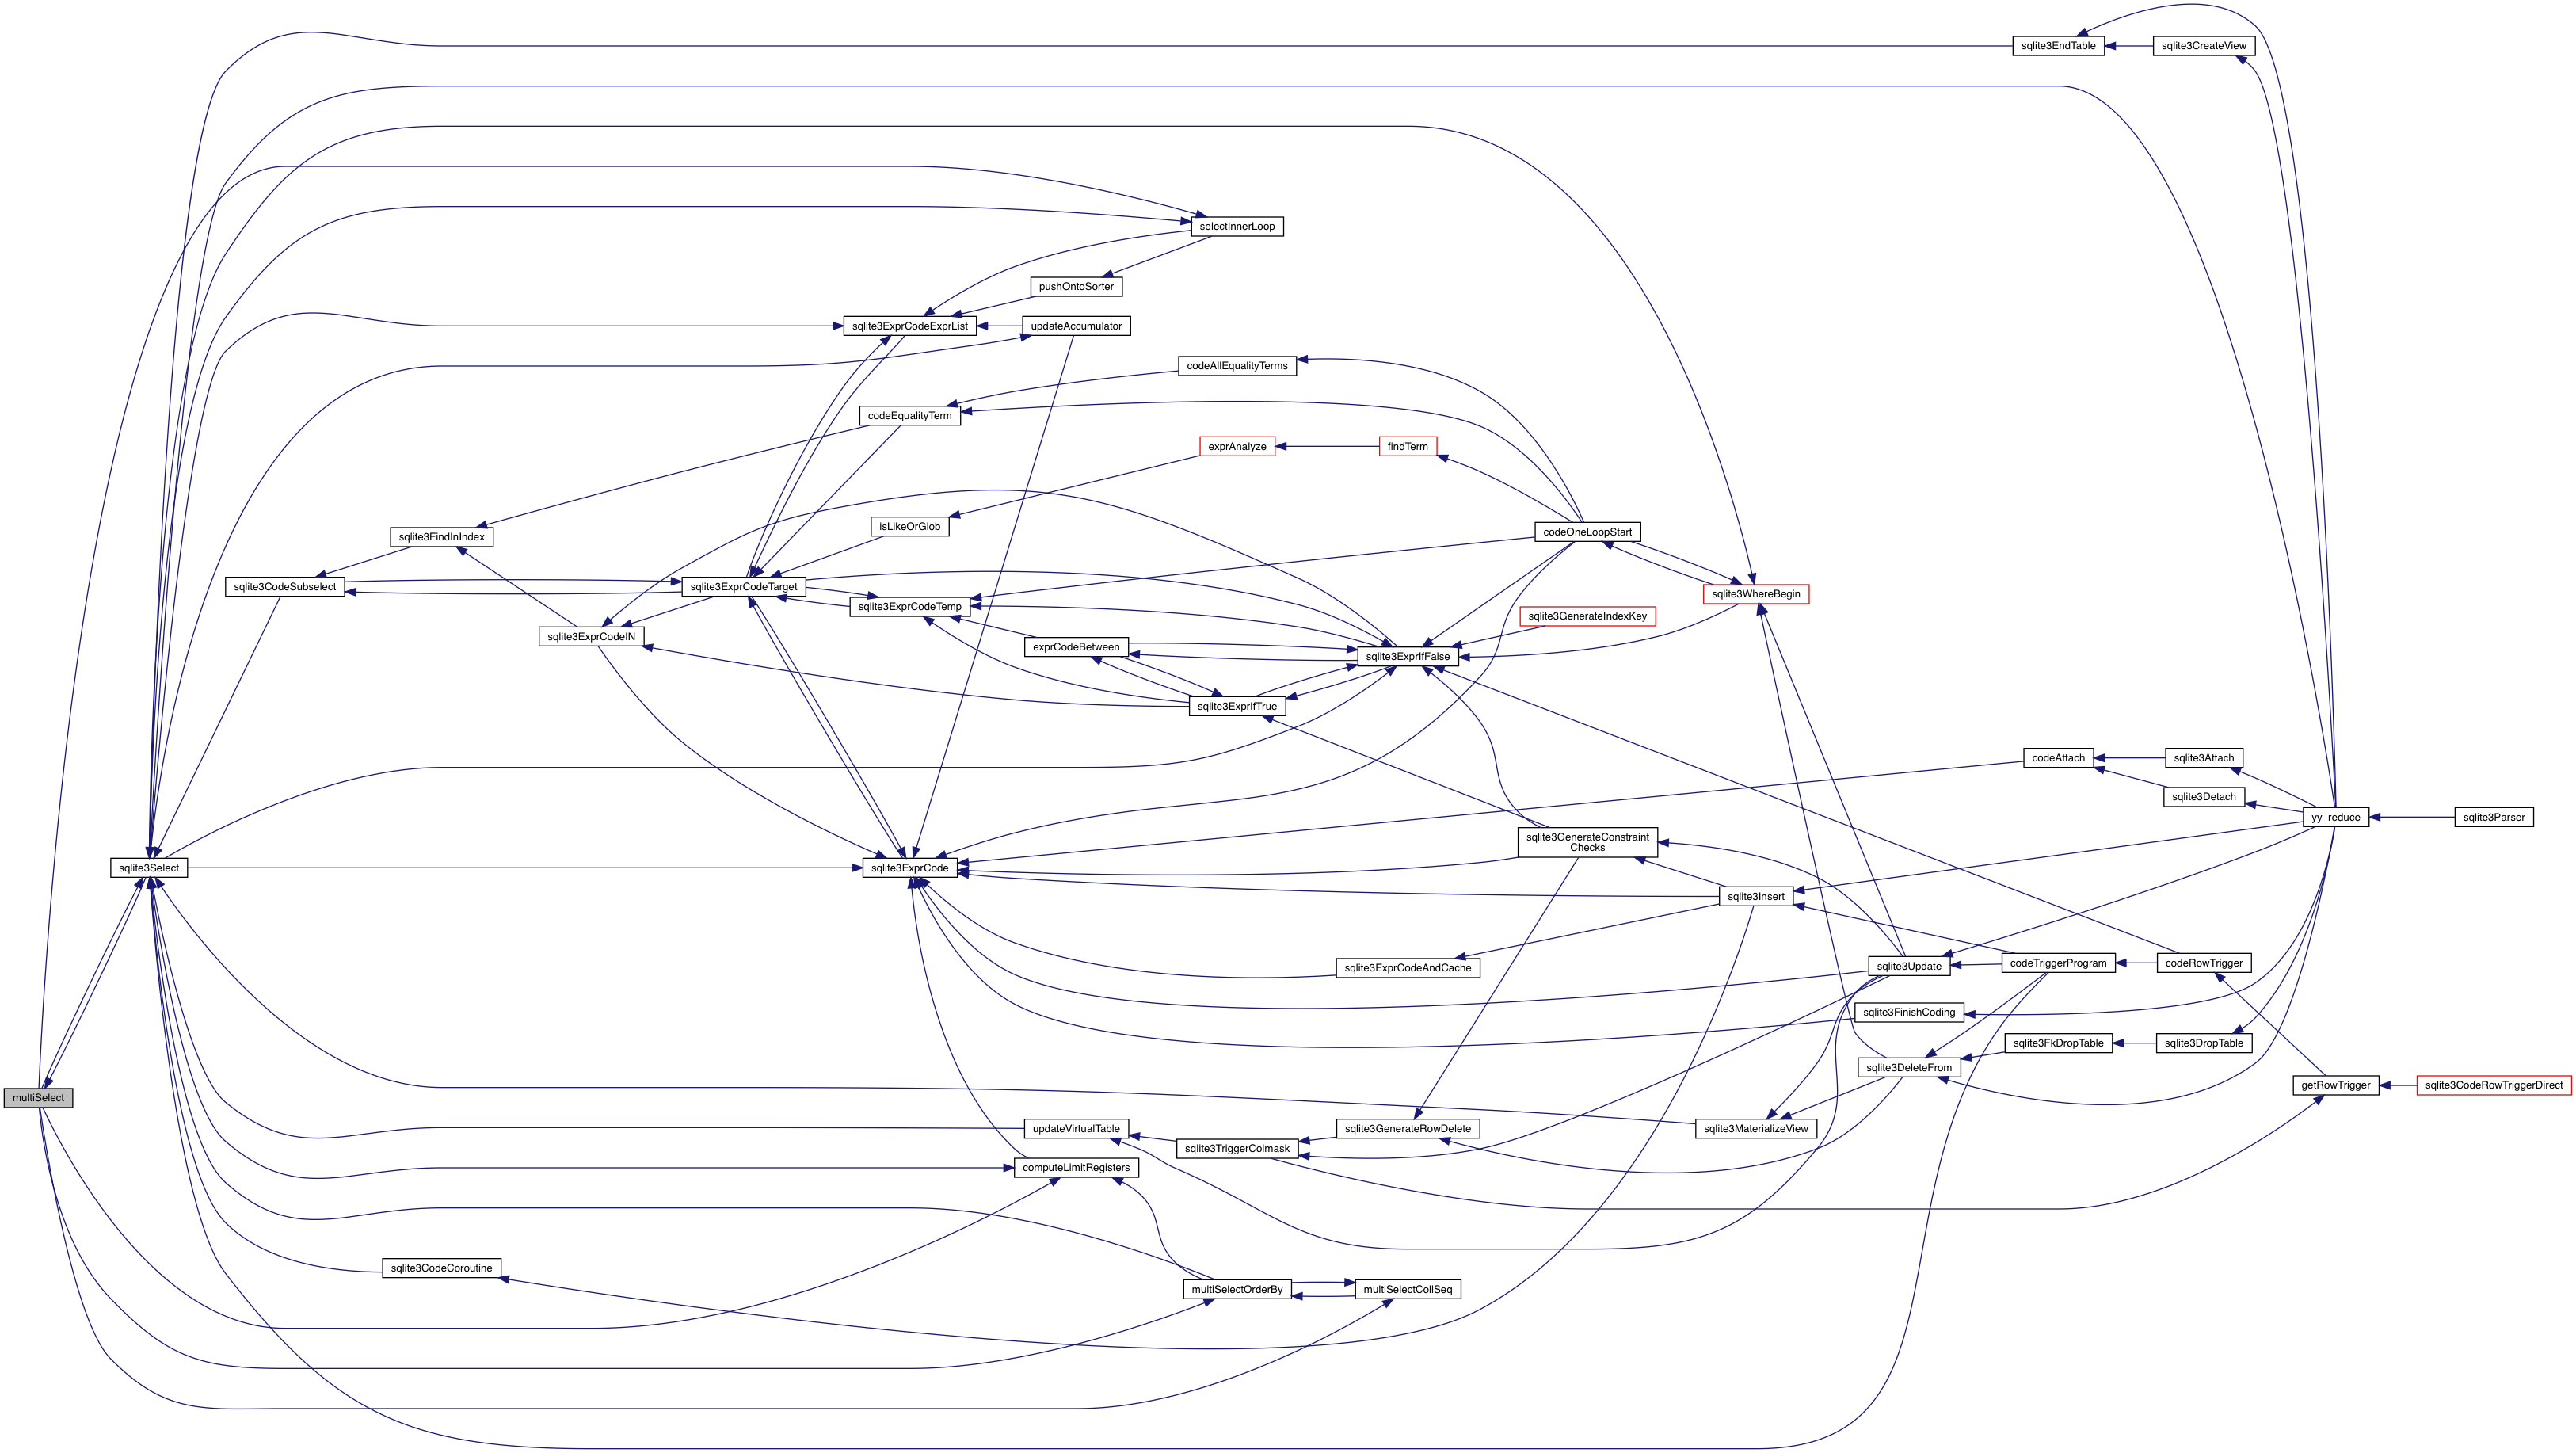 sqlite3EndTable
sqlite3CreateView
selectInnerLoop
pushOntoSorter
sqlite3ExprCodeExprList
updateAccumulator
codeAllEqualityTerms
codeEqualityTerm
exprAnalyze
findTerm
isLikeOrGlob
sqlite3FindInIndex
codeOneLoopStart
sqlite3CodeSubselect
sqlite3ExprCodeTarget
sqlite3WhereBegin
sqlite3ExprCodeTemp
sqlite3GenerateIndexKey
sqlite3ExprCodeIN
exprCodeBetween
sqlite3ExprIfFalse
sqlite3ExprIfTrue
codeAttach
sqlite3Attach
sqlite3Detach
yy_reduce
sqlite3Parser
sqlite3GenerateConstraint
Checks
sqlite3Select
sqlite3ExprCode
sqlite3Insert
sqlite3ExprCodeAndCache
sqlite3Update
codeTriggerProgram
codeRowTrigger
sqlite3FinishCoding
sqlite3FkDropTable
sqlite3DropTable
sqlite3DeleteFrom
getRowTrigger
sqlite3CodeRowTriggerDirect
multiSelect
updateVirtualTable
sqlite3GenerateRowDelete
sqlite3MaterializeView
sqlite3TriggerColmask
computeLimitRegisters
sqlite3CodeCoroutine
multiSelectOrderBy
multiSelectCollSeq